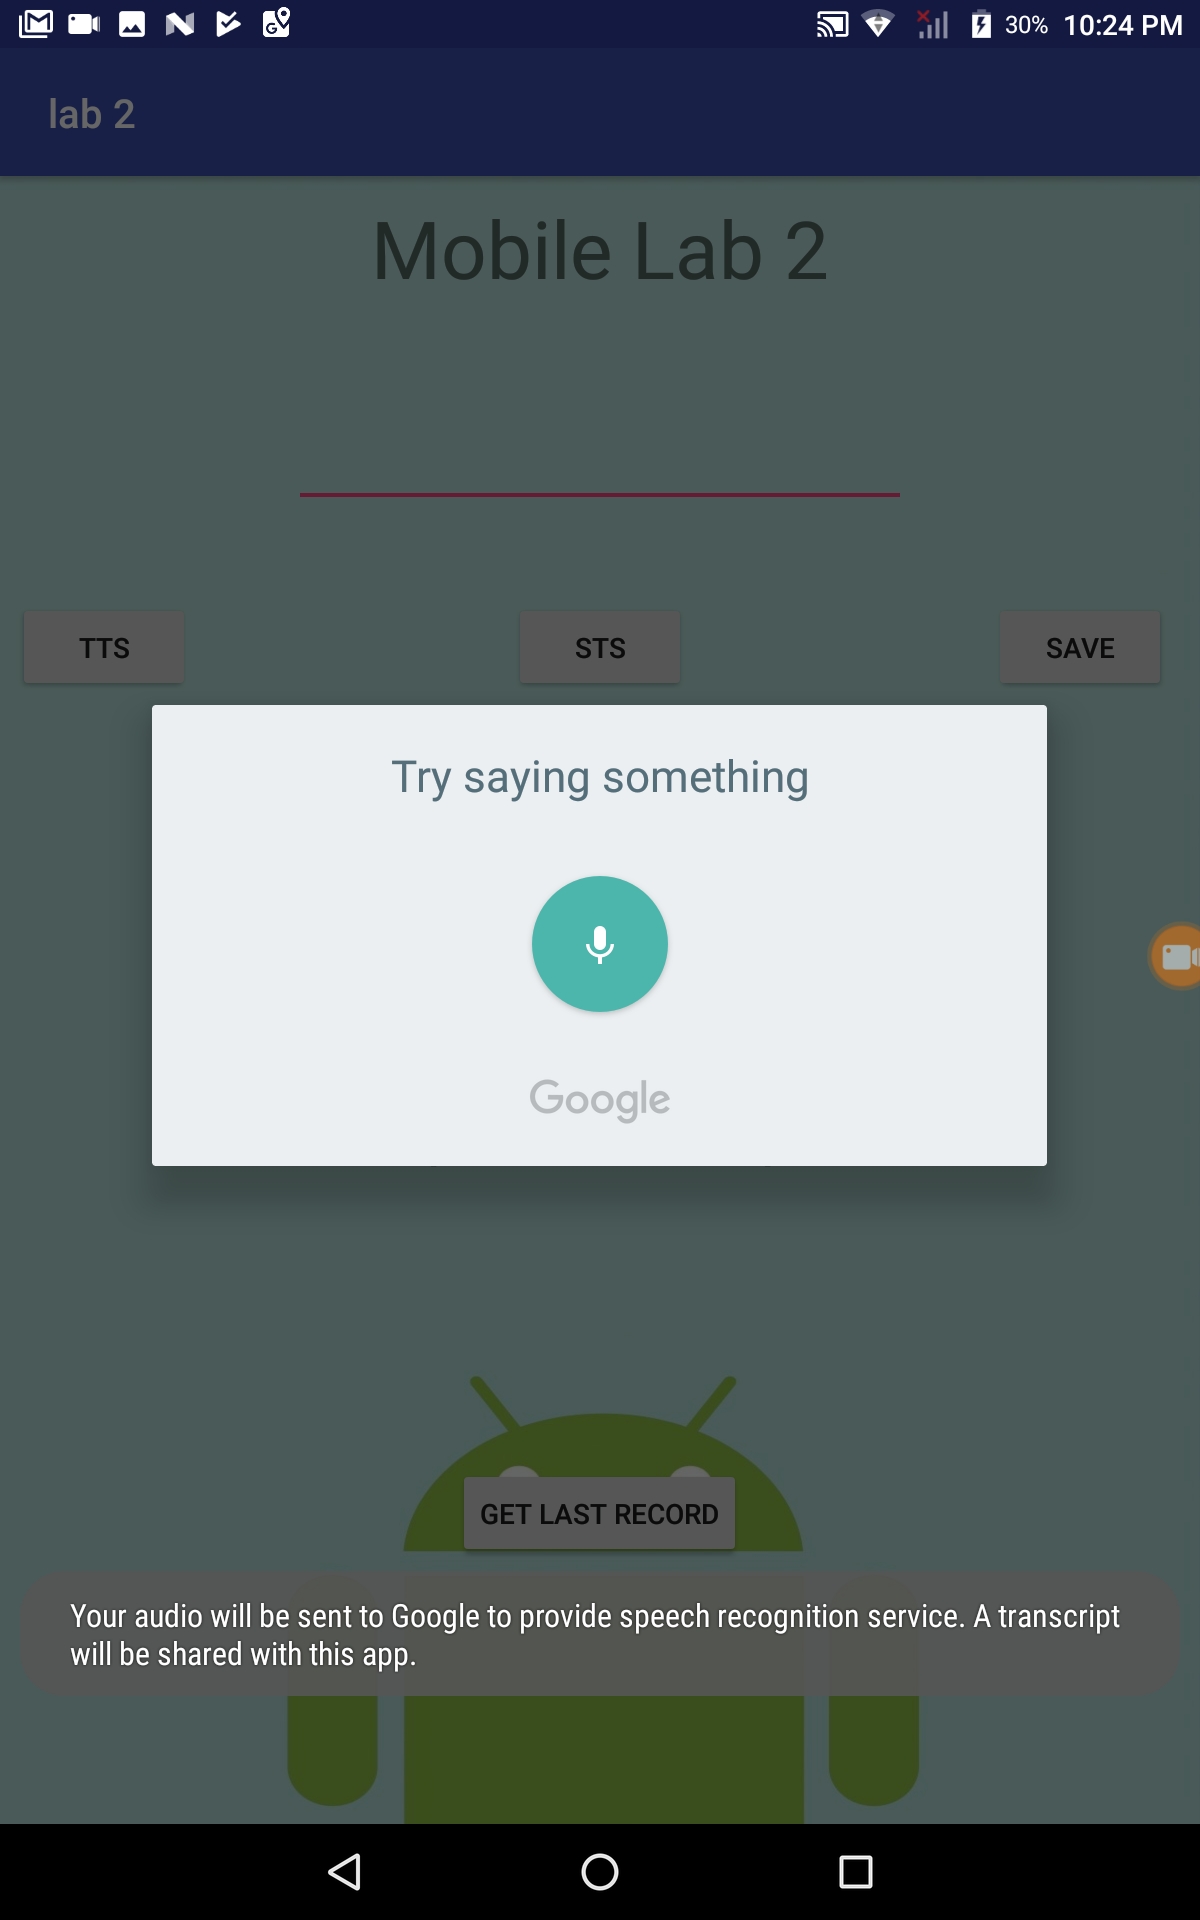 30% 10:24 PM
lab 2
Mobile Lab 2
TTS STS SAVE
Try saying something
Google
GET LAST RECORD
Your audio will be sent to Google to provide speech recognition service. A transcript
will be shared with this app.